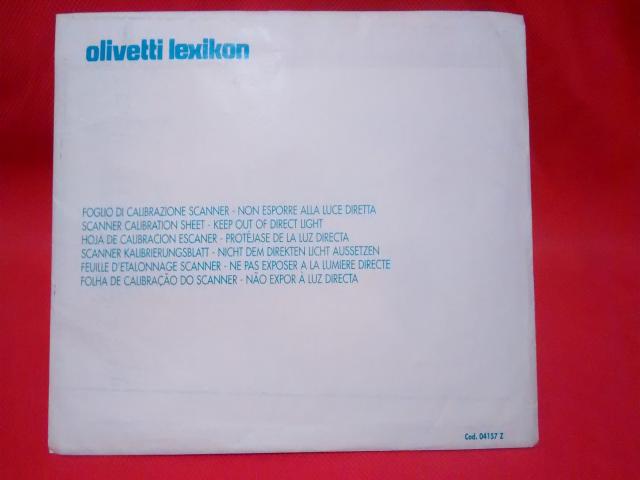 olivetti lexikon
FOGLIO DI CALIBRAZIONE SCANNER - NON ESPORRE ALLA LUCE DIRETTA
SCANNER CALIBRATION SHEET - KEEP OUT OF DIRECT LIGHT
HOJA DE CALIBRACION ESCANER - PROTÉJASE DE LA LUZ DIRECTA
SCANNER KALIBRIERUNGSBLATT - NICHT DEM DIREKTEN LICHT AUSSETZEN
FEUILLE D'ETALONNAGE SCANNER - NE PAS EXPOSER A LA LUMIERE DIRECTE
FOLHA DE CALIBRAÇÃO DO SCANNER - NÃO EXPOR À LUZ DIRECTA
Cod. 04157 Z